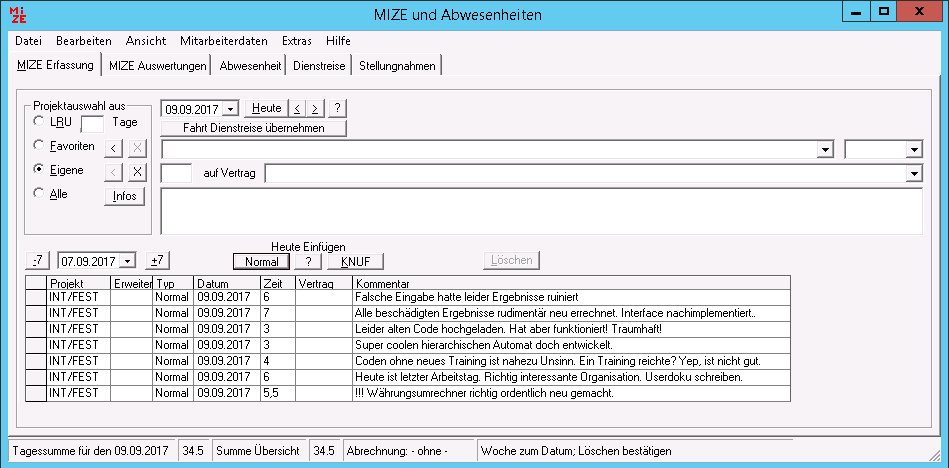 MiZE
MIZE und Abwesenheiten
Datei Bearbeiten Ansicht Mitarbeiterdaten Extras Hilfe
MIZE Erfassung MIZE Auswertungen Abwesenheit Dienstreise Stellungnahmen
Projektauswahl aus
09.09.2017 Heute < > ?
LRU Tage
Fahrt Dienstreise übernehmen
Favoriten < X
Eigene < X auf Vertrag
Alle Infos
Heute Einfügen
-7 07.09.2017 +7 Normal ? KNUF Löschen
Projekt Erweiter Typ Datum Zeit Vertrag Kommentar
INT/FEST Normal 09.09.2017 6 Falsche Eingabe hatte leider Ergebnisse ruiniert
INT/FEST Normal 09.09.2017 7 Alle beschädigten Ergebnisse rudimentär neu errechnet. Interface nachimplementiert..
INT/FEST Normal 09.09.2017 3 Leider alten Code hochgeladen. Hat aber funktioniert! Traumhaft!
INT/FEST Normal 09.09.2017 3 Super coolen hierarchischen Automat doch entwickelt.
INT/FEST Normal 09.09.2017 4 Coden ohne neues Training ist nahezu Unsinn. Ein Training reichte? Yep, ist nicht gut.
INT/FEST Normal 09.09.2017 6 Heute ist letzter Arbeitstag. Richtig interessante Organisation. Userdoku schreiben.
INT/FEST Normal 09.09.2017 5,5 !!! Währungsumrechner richtig ordentlich neu gemacht.
Tagessumme für den 09.09.2017 34.5 Summe Übersicht 34.5 Abrechnung: - ohne - Woche zum Datum; Löschen bestätigen